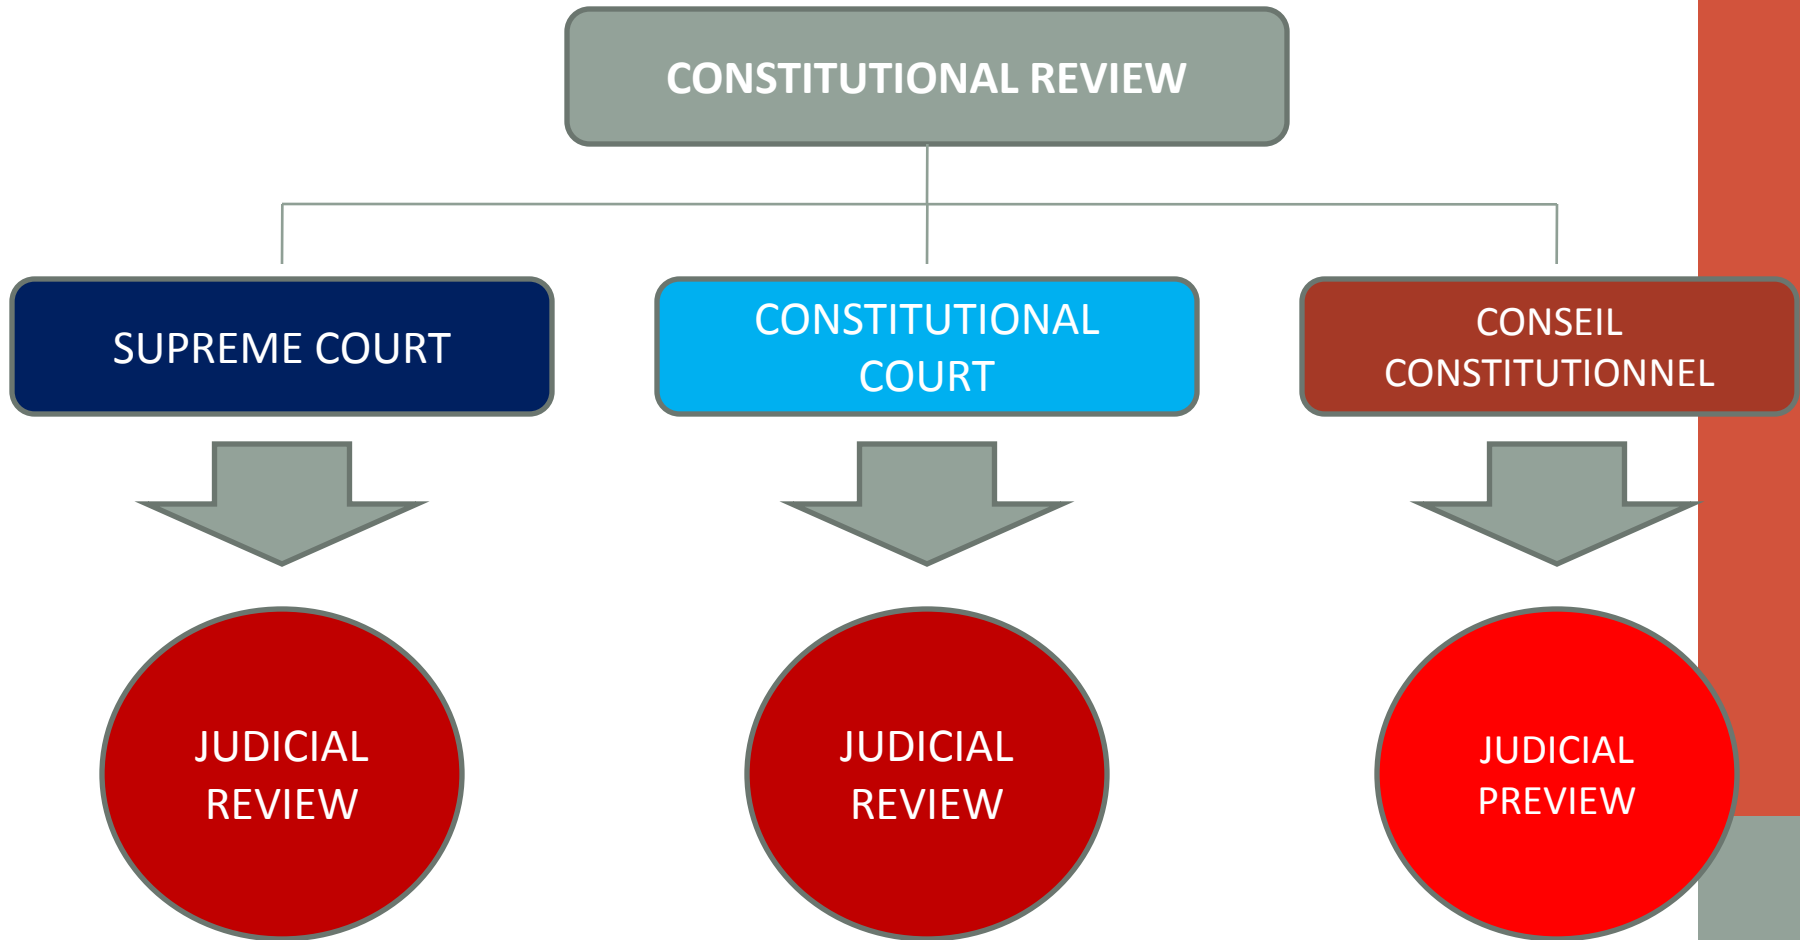 CONSTITUTIONAL REVIEW
SUPREME COURT
CONSTITUTIONAL
COURT
CONSEIL
CONSTITUTIONNEL
JUDICIAL
REVIEW
JUDICIAL
REVIEW
JUDICIAL
PREVIEW